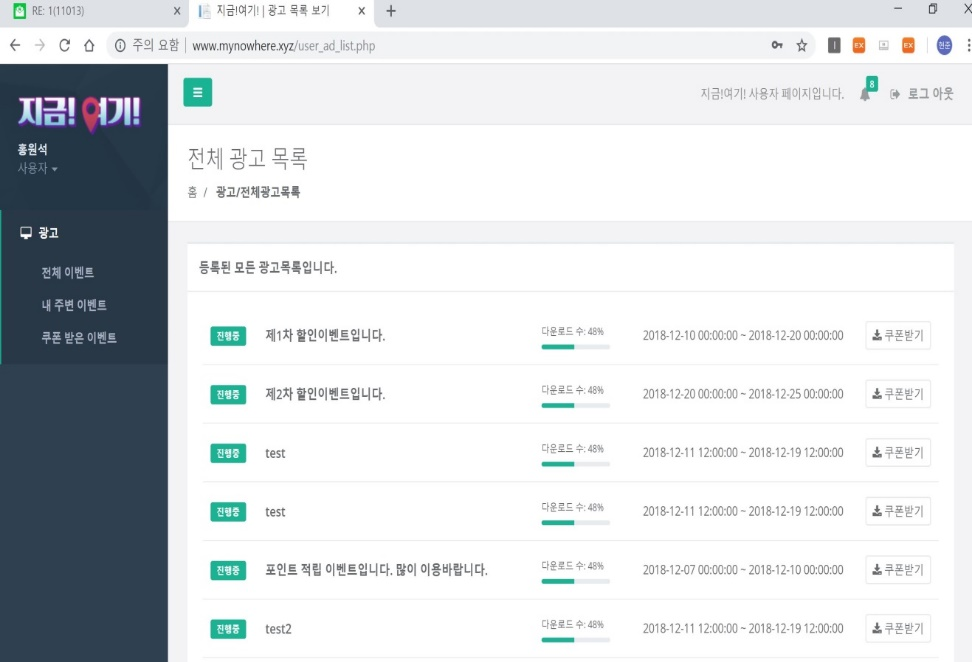 RE: 1(11013)
지금!여기! | 광고 목록 보기
주의 요함 | www.mynowhere.xyz/user_ad_list.php
EX
EX
현준
지금! 여기!
홍원석
사용자
광고
전체 이벤트
내 주변 이벤트
쿠폰 받은 이벤트
지금!여기! 사용자 페이지입니다.
8
로그 아웃
전체 광고 목록
홈 / 광고/전체광고목록
등록된 모든 광고목록입니다.
진행중 제1차 할인이벤트입니다. 다운로드 수: 48% 2018-12-10 00:00:00 ~ 2018-12-20 00:00:00 쿠폰받기
진행중 제2차 할인이벤트입니다. 다운로드 수: 48% 2018-12-20 00:00:00 ~ 2018-12-25 00:00:00 쿠폰받기
진행중 test 다운로드 수: 48% 2018-12-11 12:00:00 ~ 2018-12-19 12:00:00 쿠폰받기
진행중 test 다운로드 수: 48% 2018-12-11 12:00:00 ~ 2018-12-19 12:00:00 쿠폰받기
진행중 포인트 적립 이벤트입니다. 많이 이용바랍니다. 다운로드 수: 48% 2018-12-07 00:00:00 ~ 2018-12-10 00:00:00 쿠폰받기
진행중 test2 다운로드 수: 48% 2018-12-11 12:00:00 ~ 2018-12-19 12:00:00 쿠폰받기